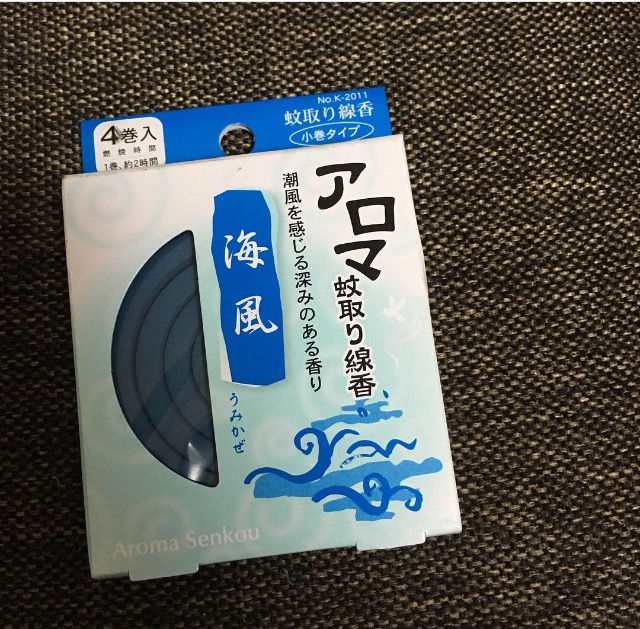 No.K-2011
蚊取り線香
小巻タイプ
4巻入
燃焼時間
1巻、約2時間
アロマ
蚊取り線香
潮風を感じる深みのある香り
海風
うみかぜ
Aroma Senkou